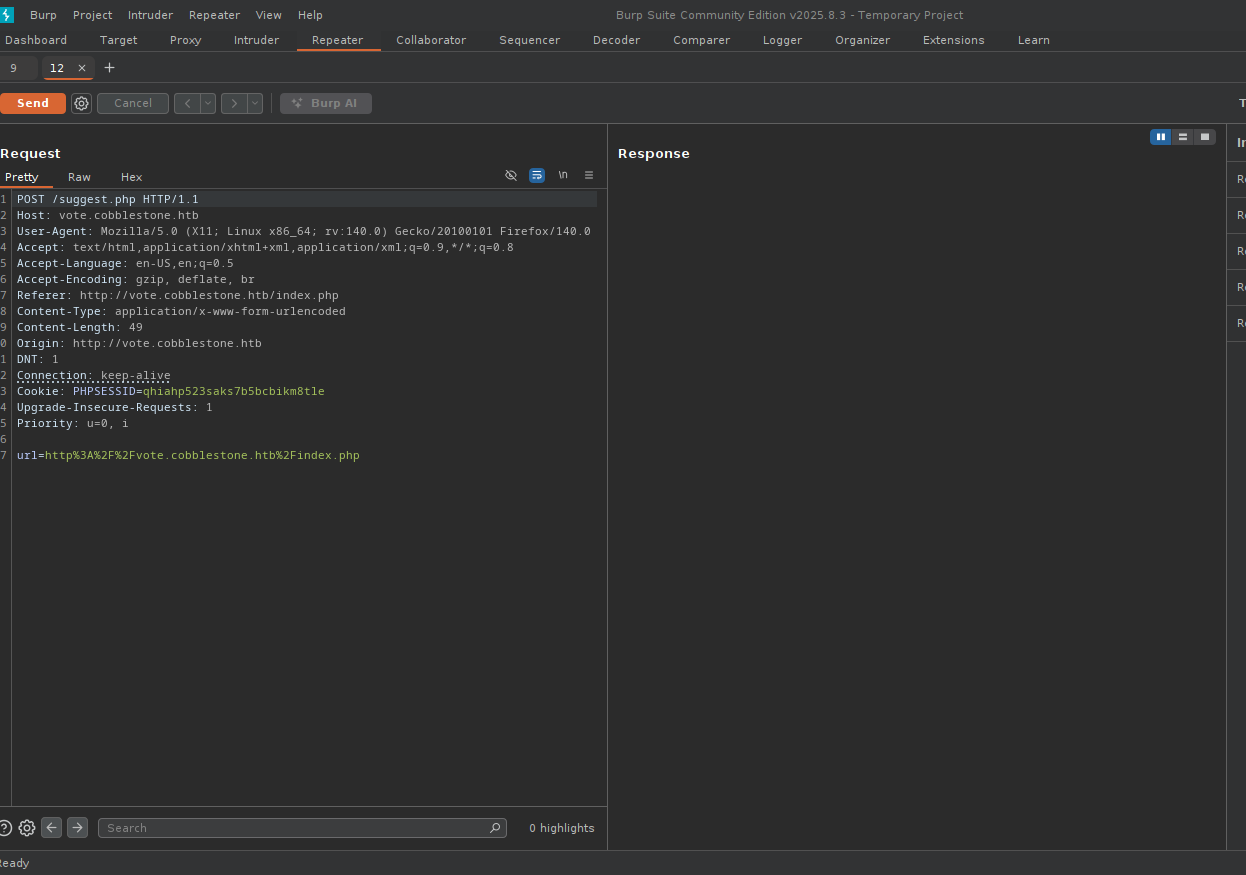 Burp Project Intruder Repeater View Help Burp Suite Community Edition v2025.8.3 - Temporary Project
Dashboard Target Proxy Intruder Repeater Collaborator Sequencer Decoder Comparer Logger Organizer Extensions Learn
9 12 × +
Send Cancel < > Burp AI T
Request
Response
In
Pretty Raw Hex \n
Re
Re
Re
Re
Re
1 POST /suggest.php HTTP/1.1
2 Host: vote.cobblestone.htb
3 User-Agent: Mozilla/5.0 (X11; Linux x86_64; rv:140.0) Gecko/20100101 Firefox/140.0
4 Accept: text/html,application/xhtml+xml,application/xml;q=0.9,*/*;q=0.8
5 Accept-Language: en-US,en;q=0.5
6 Accept-Encoding: gzip, deflate, br
7 Referer: http://vote.cobblestone.htb/index.php
8 Content-Type: application/x-www-form-urlencoded
9 Content-Length: 49
0 Origin: http://vote.cobblestone.htb
1 DNT: 1
2 Connection: keep-alive
3 Cookie: PHPSESSID=qhiahp523saks7b5bcbikm8tle
4 Upgrade-Insecure-Requests: 1
5 Priority: u=0, i
6
7 url=http%3A%2F%2Fvote.cobblestone.htb%2Findex.php
? Search 0 highlights
Ready